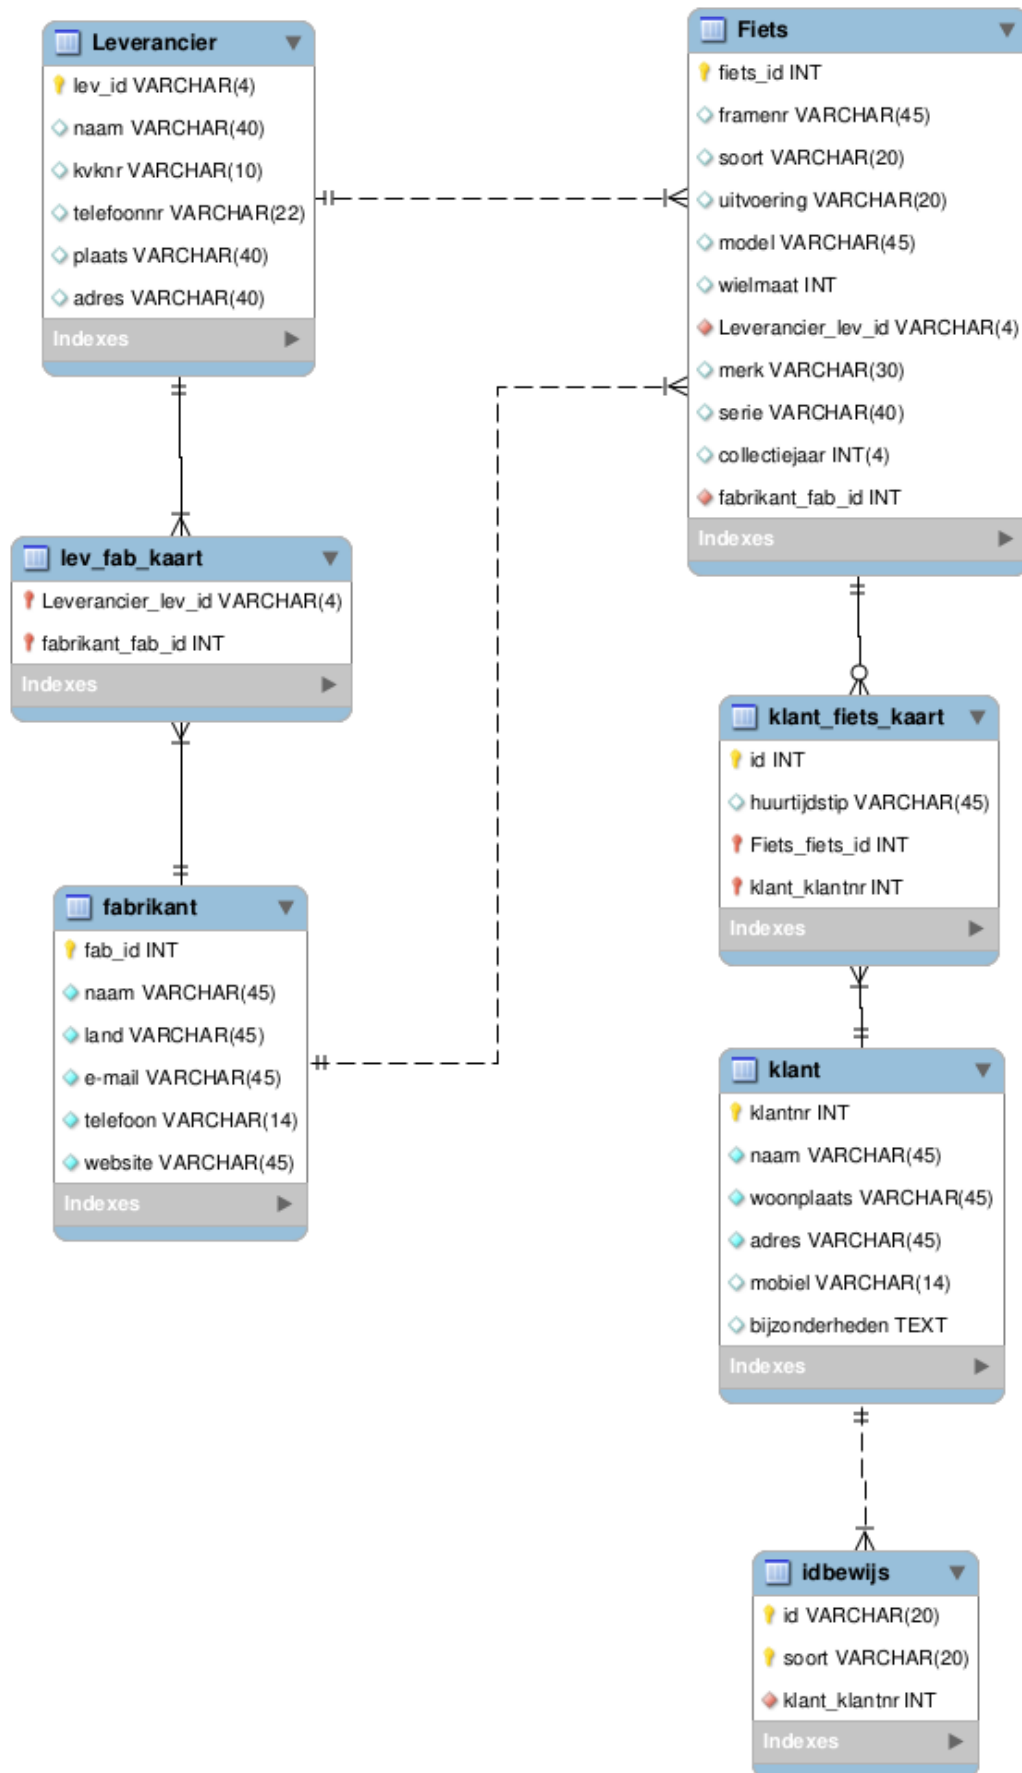 Leverancier
lev_id VARCHAR(4)
naam VARCHAR(40)
kvknr VARCHAR(10)
telefoonnr VARCHAR(22)
plaats VARCHAR(40)
adres VARCHAR(40)
Indexes
Fiets
fiets_id INT
framenr VARCHAR(45)
soort VARCHAR(20)
uitvoering VARCHAR(20)
model VARCHAR(45)
wielmaat INT
Leverancier_lev_id VARCHAR(4)
merk VARCHAR(30)
serie VARCHAR(40)
collectiejaar INT(4)
fabrikant_fab_id INT
Indexes
lev_fab_kaart
Leverancier_lev_id VARCHAR(4)
fabrikant_fab_id INT
Indexes
klant_fiets_kaart
id INT
huurtijdstip VARCHAR(45)
Fiets_fiets_id INT
klant_klantnr INT
Indexes
fabrikant
fab_id INT
naam VARCHAR(45)
land VARCHAR(45)
e-mail VARCHAR(45)
telefoon VARCHAR(14)
website VARCHAR(45)
Indexes
klant
klantnr INT
naam VARCHAR(45)
woonplaats VARCHAR(45)
adres VARCHAR(45)
mobiel VARCHAR(14)
bijzonderheden TEXT
Indexes
idbewijs
id VARCHAR(20)
soort VARCHAR(20)
klant_klantnr INT
Indexes